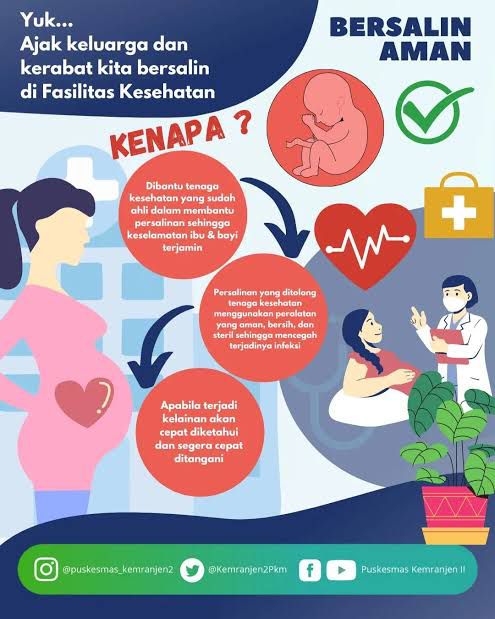 Yuk...
Ajak keluarga dan
kerabat kita bersalin
di Fasilitas Kesehatan
BERSALIN
AMAN
KENAPA ?
Dibantu tenaga
kesehatan yang sudah
ahli dalam membantu
persalinan sehingga
keselamatan ibu & bayi
terjamin
Persalinan yang ditolong
tenaga kesehatan
menggunakan peralatan
yang aman, bersih, dan
steril sehingga mencegah
terjadinya infeksi
Apabila terjadi
kelainan akan
cepat diketahui
dan segera cepat
ditangani
@puskesmas_kemranjen2
@Kemranjen2Pkm
Puskesmas Kemranjen II